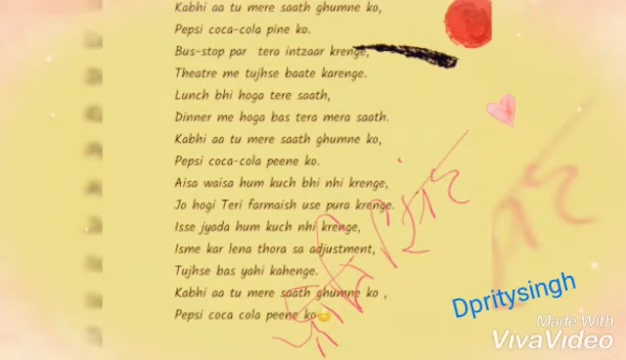 Kabhi aa tu mere saath ghumne ko,
Pepsi coca-cola pine ko.
Bus-stop par tera intzaar krenge,
Theatre me tujhse baate karenge.
Lunch bhi hoga tere saath,
Dinner me hoga bas tera mera saath.
Kabhi aa tu mere saath ghumne ko,
Pepsi coca-cola peene ko.
Aisa waisa hum kuch bhi nhi krenge,
Jo hogi Teri farmaish use pura krenge.
Isse jyada hum kuch nhi krenge,
Isme kar lena thora sa adjustment,
Tujhse bas yahi kahenge.
Kabhi aa tu mere saath ghumne ko ,
Pepsi coca cola peene ko😊
Dpritysingh
Made With
VivaVideo